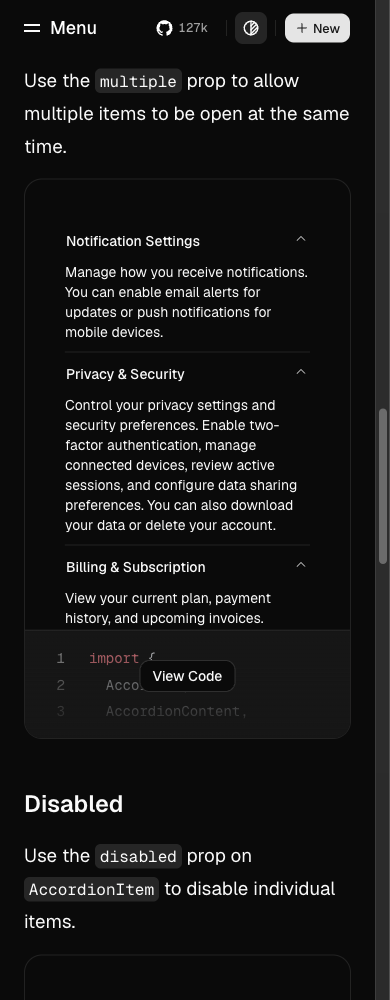 Menu 127k New
Use the multiple prop to allow
multiple items to be open at the same
time.
Notification Settings
Manage how you receive notifications.
You can enable email alerts for
updates or push notifications for
mobile devices.
Privacy & Security
Control your privacy settings and
security preferences. Enable two-
factor authentication, manage
connected devices, review active
sessions, and configure data sharing
preferences. You can also download
your data or delete your account.
Billing & Subscription
View your current plan, payment
history, and upcoming invoices.
1 import {
View Code
2
3 AccordionContent,
Disabled
Use the disabled prop on
AccordionItem to disable individual
items.